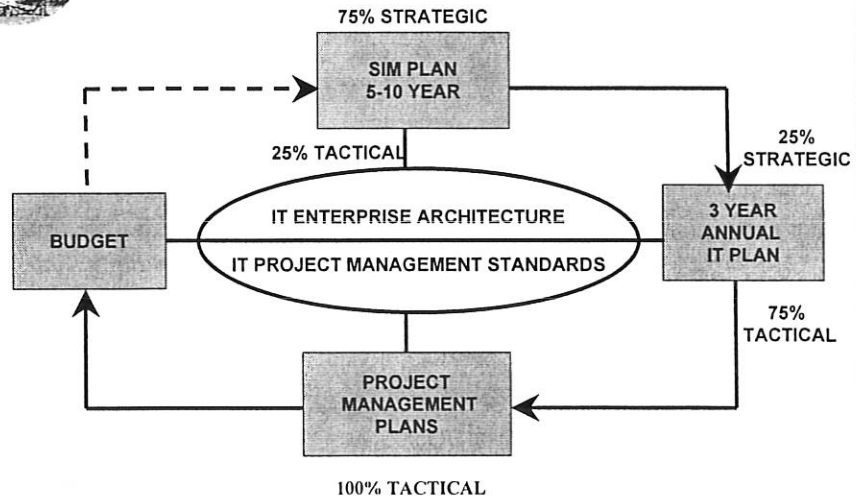 75% STRATEGIC
SIM PLAN
5-10 YEAR
25% TACTICAL
25%
STRATEGIC
IT ENTERPRISE ARCHITECTURE
BUDGET
3 YEAR
ANNUAL
IT PLAN
IT PROJECT MANAGEMENT STANDARDS
75%
TACTICAL
PROJECT
MANAGEMENT
PLANS
100% TACTICAL